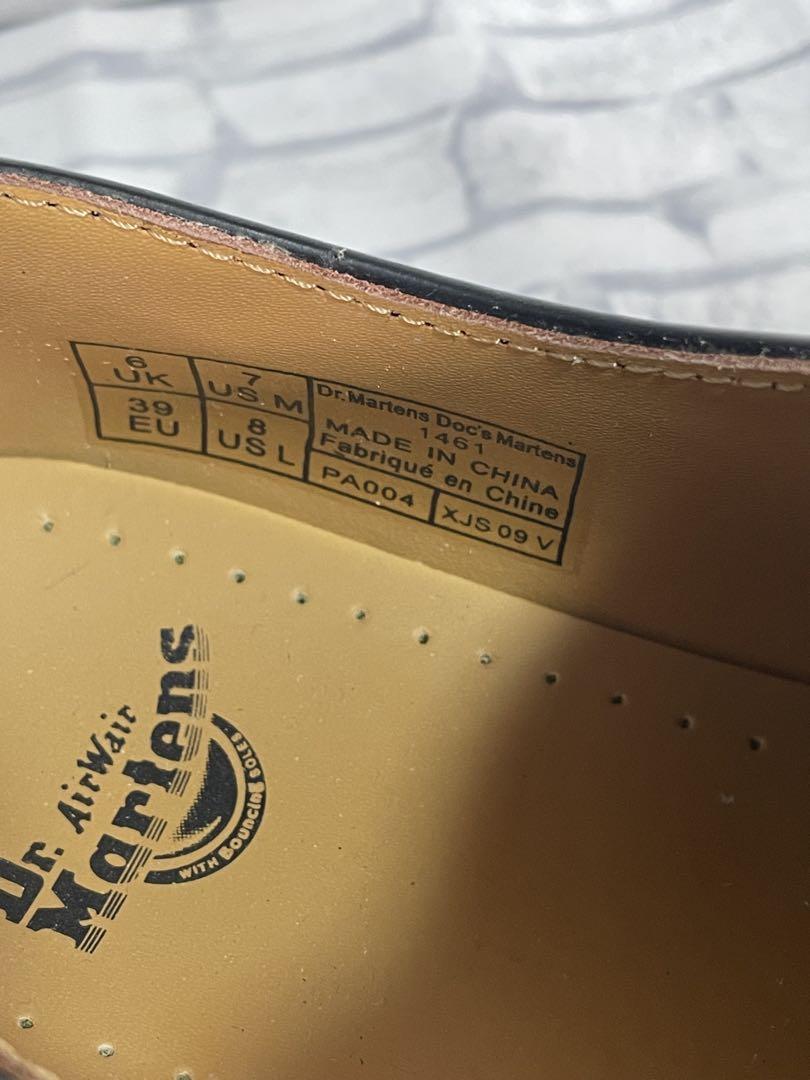 6
UK
7
US M
39
EU
8
US L
Dr. Martens Doc's Martens
1461
MADE IN CHINA
Fabriqué en Chine
PA004
XJS 09 V
AirWair
Dr. Martens
WITH BOUNCING SOLES